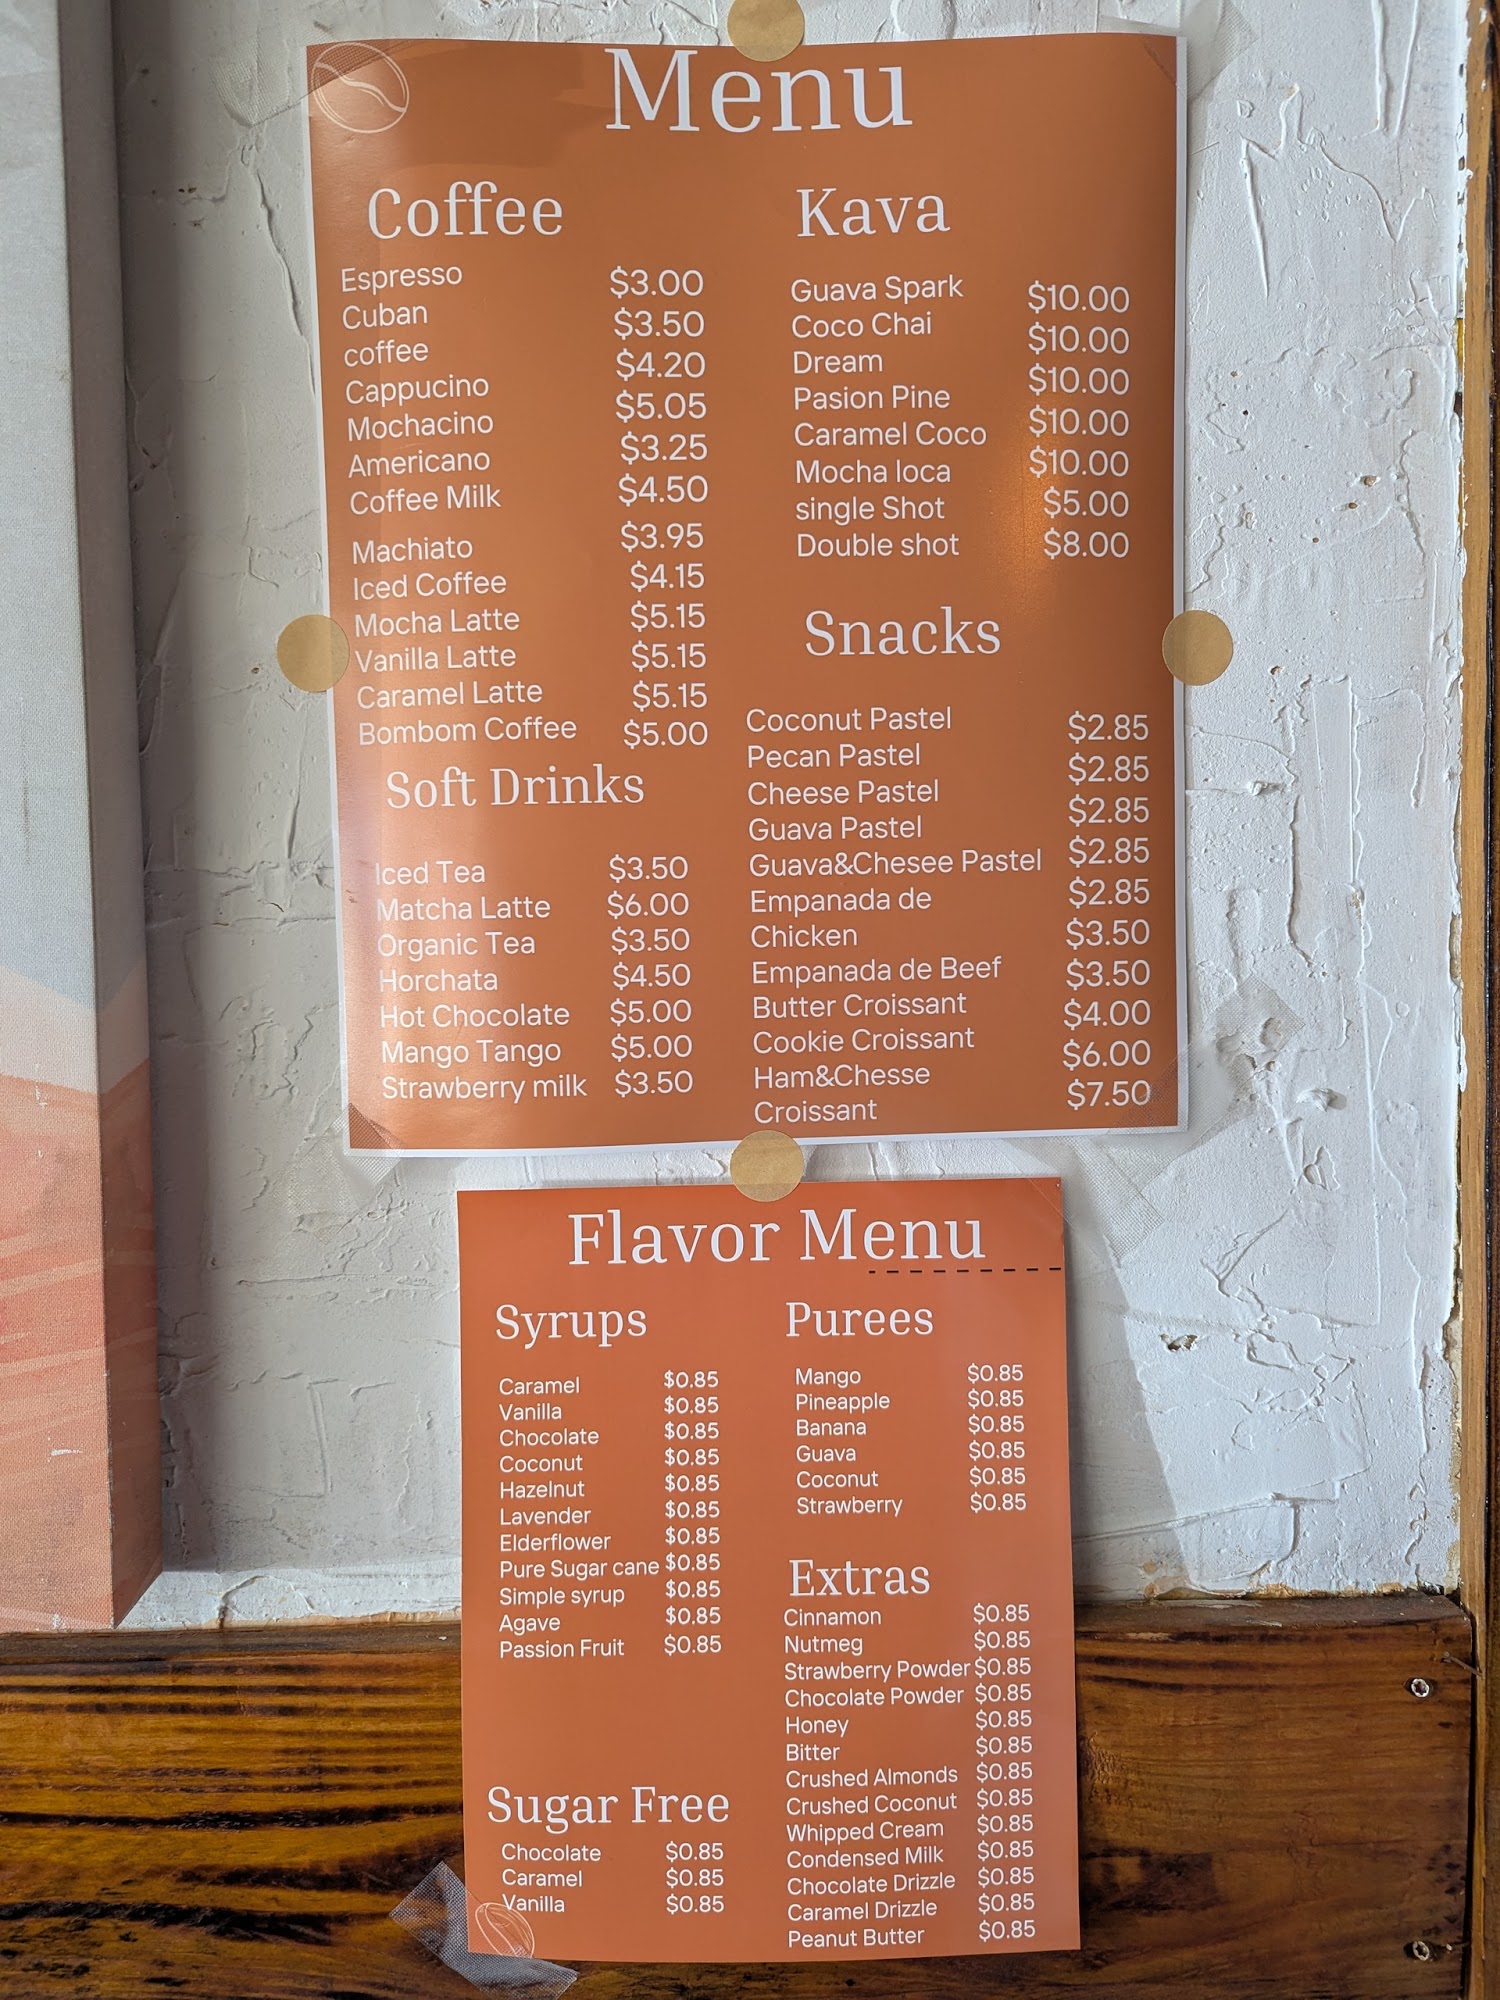 Menu
Coffee
Espresso $3.00
Cuban $3.50
coffee $4.20
Cappucino $5.05
Mochacino $3.25
Americano $4.50
Coffee Milk
Machiato $3.95
Iced Coffee $4.15
Mocha Latte $5.15
Vanilla Latte $5.15
Caramel Latte $5.15
Bombom Coffee $5.00
Soft Drinks
Iced Tea $3.50
Matcha Latte $6.00
Organic Tea $3.50
Horchata $4.50
Hot Chocolate $5.00
Mango Tango $5.00
Strawberry milk $3.50
Kava
Guava Spark $10.00
Coco Chai $10.00
Dream $10.00
Pasion Pine $10.00
Caramel Coco $10.00
Mocha loca $5.00
single Shot $8.00
Double shot
Snacks
Coconut Pastel $2.85
Pecan Pastel $2.85
Cheese Pastel $2.85
Guava Pastel $2.85
Guava&Chesee Pastel $2.85
Empanada de $3.50
Chicken $3.50
Empanada de Beef $4.00
Butter Croissant $6.00
Cookie Croissant $7.50
Ham&Chesse
Croissant
Flavor Menu
Syrups
Caramel $0.85
Vanilla $0.85
Chocolate $0.85
Coconut $0.85
Hazelnut $0.85
Lavender $0.85
Elderflower $0.85
Pure Sugar cane $0.85
Simple syrup $0.85
Agave $0.85
Passion Fruit $0.85
Sugar Free
Chocolate $0.85
Caramel $0.85
Vanilla $0.85
Purees
Mango $0.85
Pineapple $0.85
Banana $0.85
Guava $0.85
Coconut $0.85
Strawberry $0.85
Extras
Cinnamon $0.85
Nutmeg $0.85
Strawberry Powder $0.85
Chocolate Powder $0.85
Honey $0.85
Bitter $0.85
Crushed Almonds $0.85
Crushed Coconut $0.85
Whipped Cream $0.85
Condensed Milk $0.85
Chocolate Drizzle $0.85
Caramel Drizzle $0.85
Peanut Butter $0.85